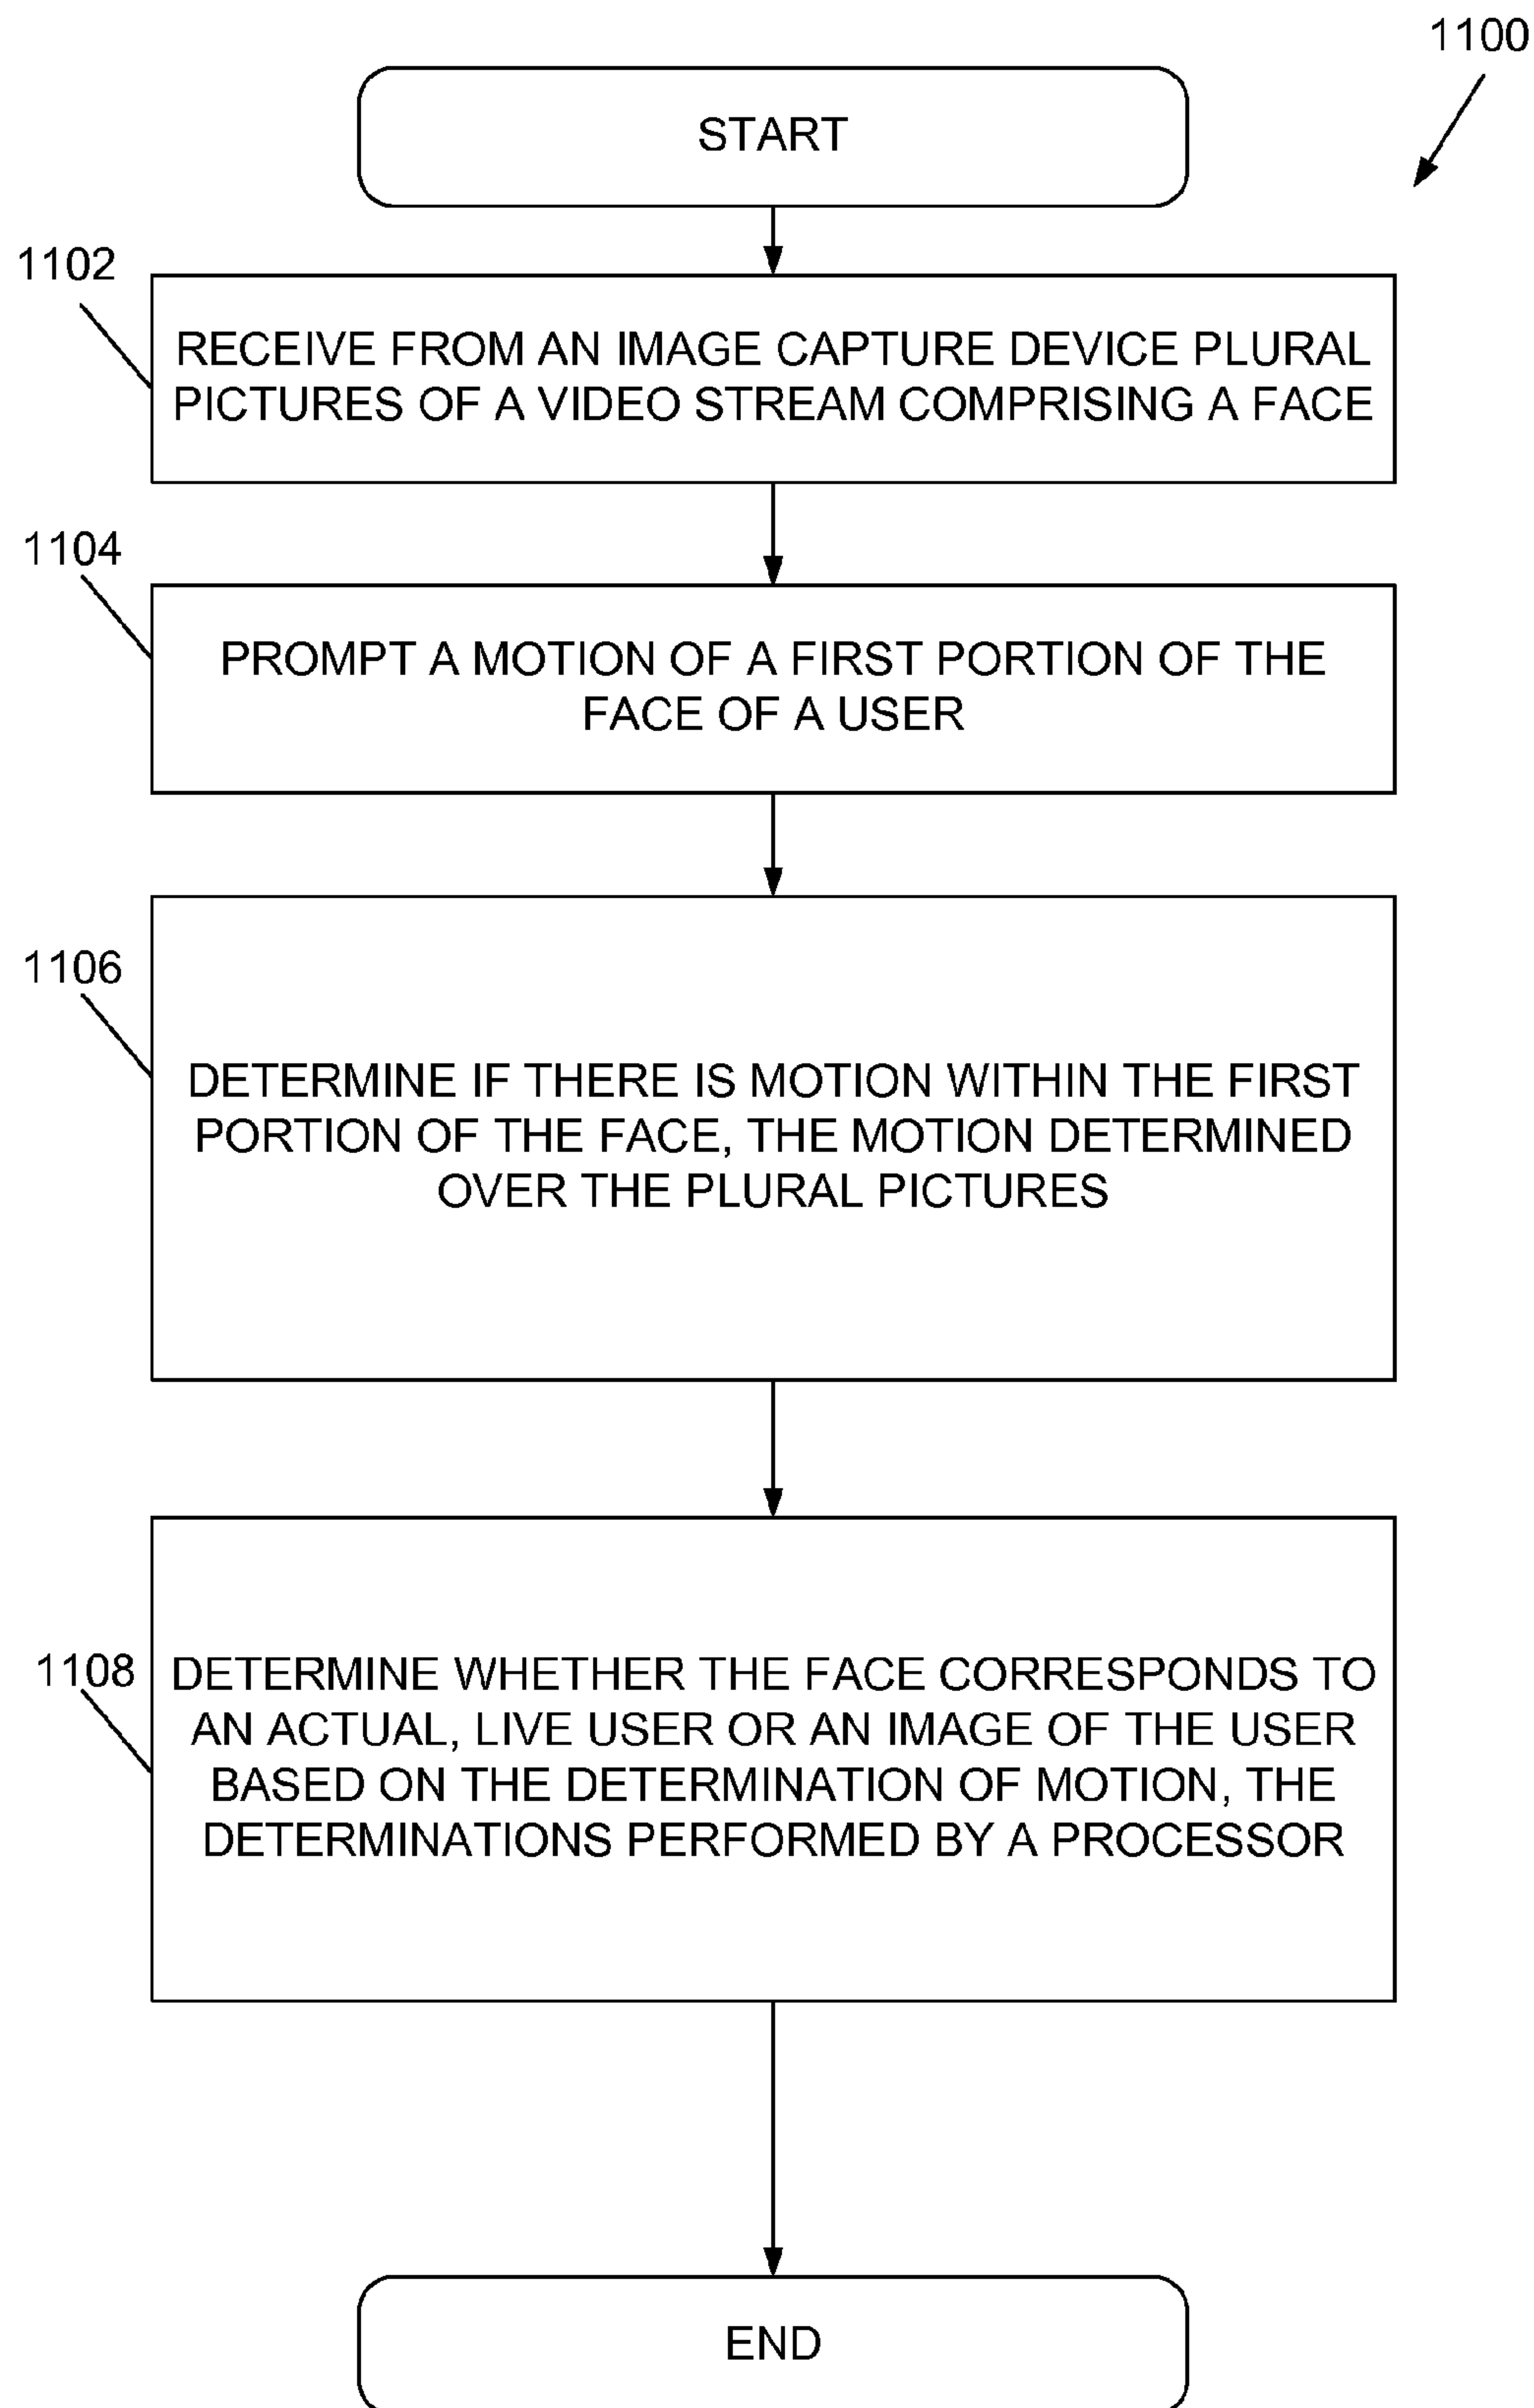 1100
START
1102
RECEIVE FROM AN IMAGE CAPTURE DEVICE PLURAL
PICTURES OF A VIDEO STREAM COMPRISING A FACE
1104
PROMPT A MOTION OF A FIRST PORTION OF THE
FACE OF A USER
1106
DETERMINE IF THERE IS MOTION WITHIN THE FIRST
PORTION OF THE FACE, THE MOTION DETERMINED
OVER THE PLURAL PICTURES
1108
DETERMINE WHETHER THE FACE CORRESPONDS TO
AN ACTUAL, LIVE USER OR AN IMAGE OF THE USER
BASED ON THE DETERMINATION OF MOTION, THE
DETERMINATIONS PERFORMED BY A PROCESSOR
END